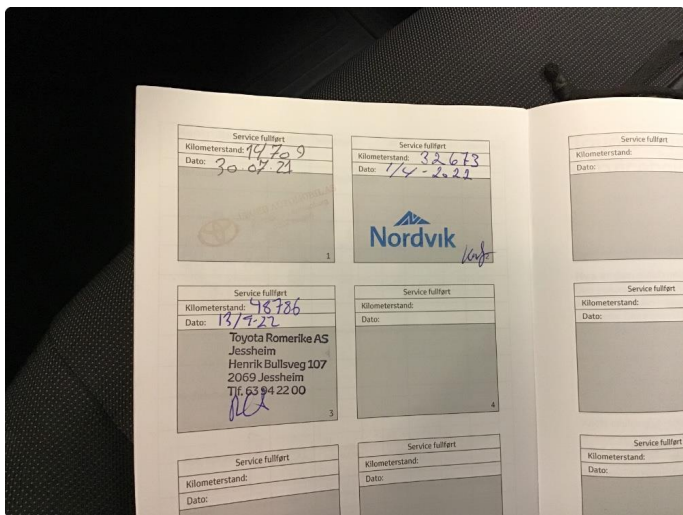 Service fullført
Kilometerstand: 14709
Dato: 30.07.21
1
Service fullført
Kilometerstand: 32673
Dato: 1/4-2022
Nordvik
Service fullført
Kilometerstand:
Dato:
Service fullført
Kilometerstand: 48786
Dato: 13/9-22
Toyota Romerike AS
Jessheim
Henrik Bullsveg 107
2069 Jessheim
Tlf. 63 94 22 00
3
Service fullført
Kilometerstand:
Dato:
4
Service fullført
Kilometerstand:
Dato:
Service fullført
Kilometerstand:
Dato:
Service fullført
Kilometerstand:
Dato:
Service fullført
Kilometerstand:
Dato: